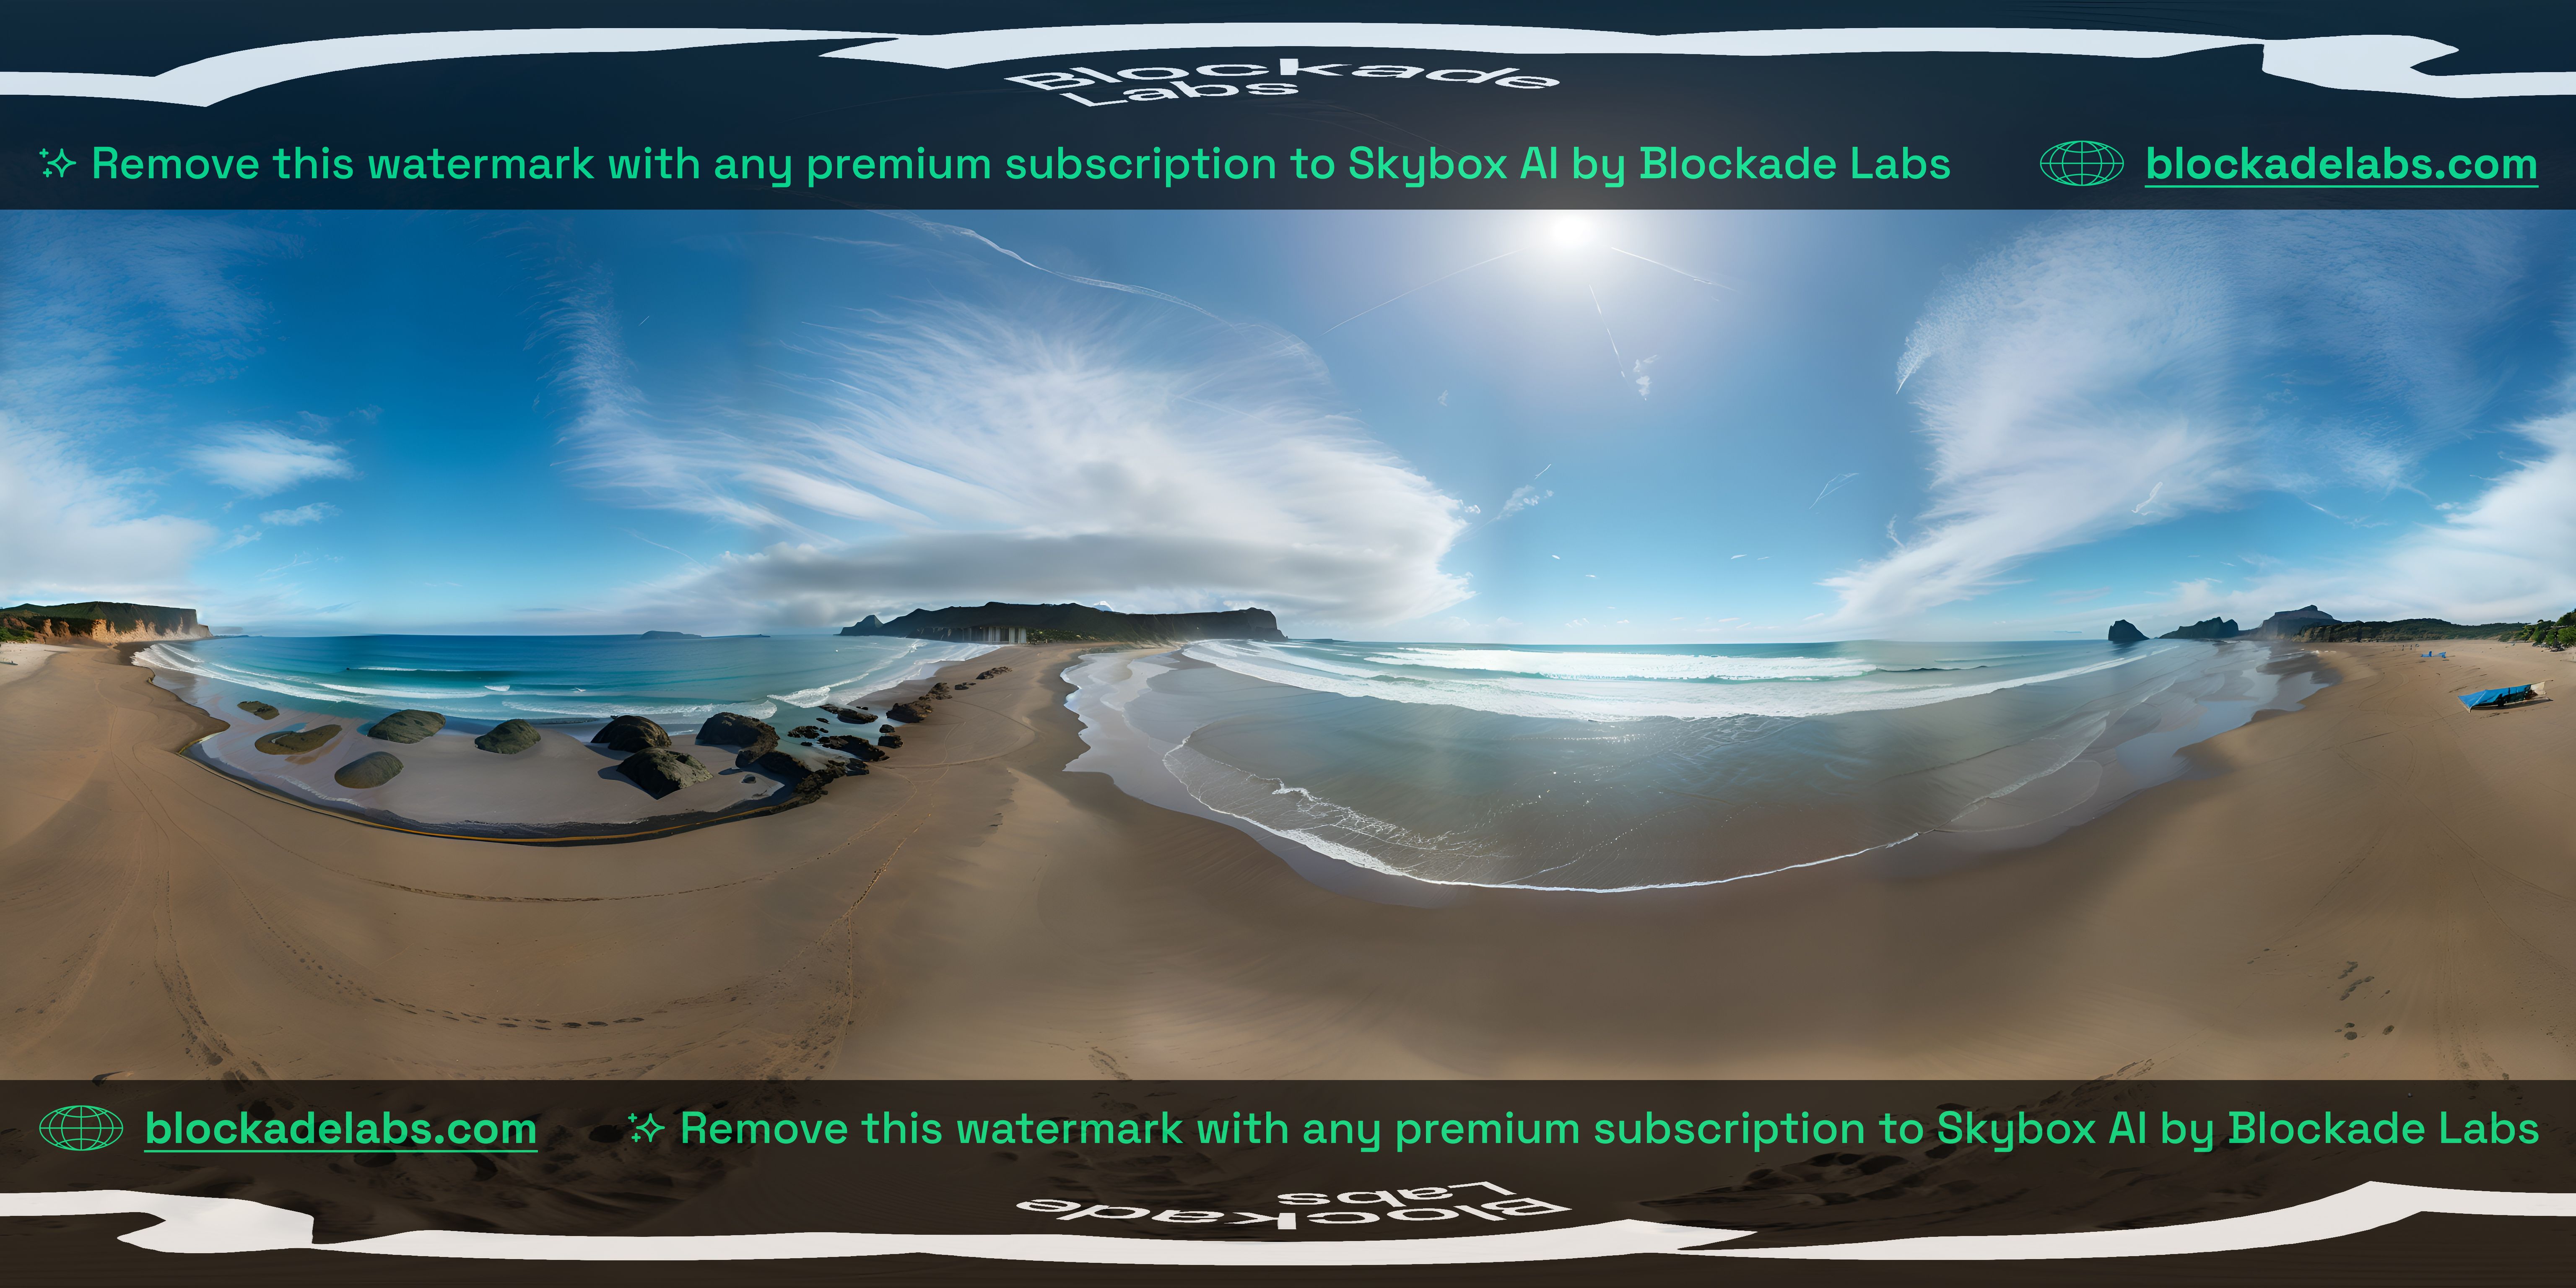 Blockade
Labs
Remove this watermark with any premium subscription to Skybox AI by Blockade Labs
blockadelabs.com
blockadelabs.com
Remove this watermark with any premium subscription to Skybox AI by Blockade Labs
Blockade
Labs